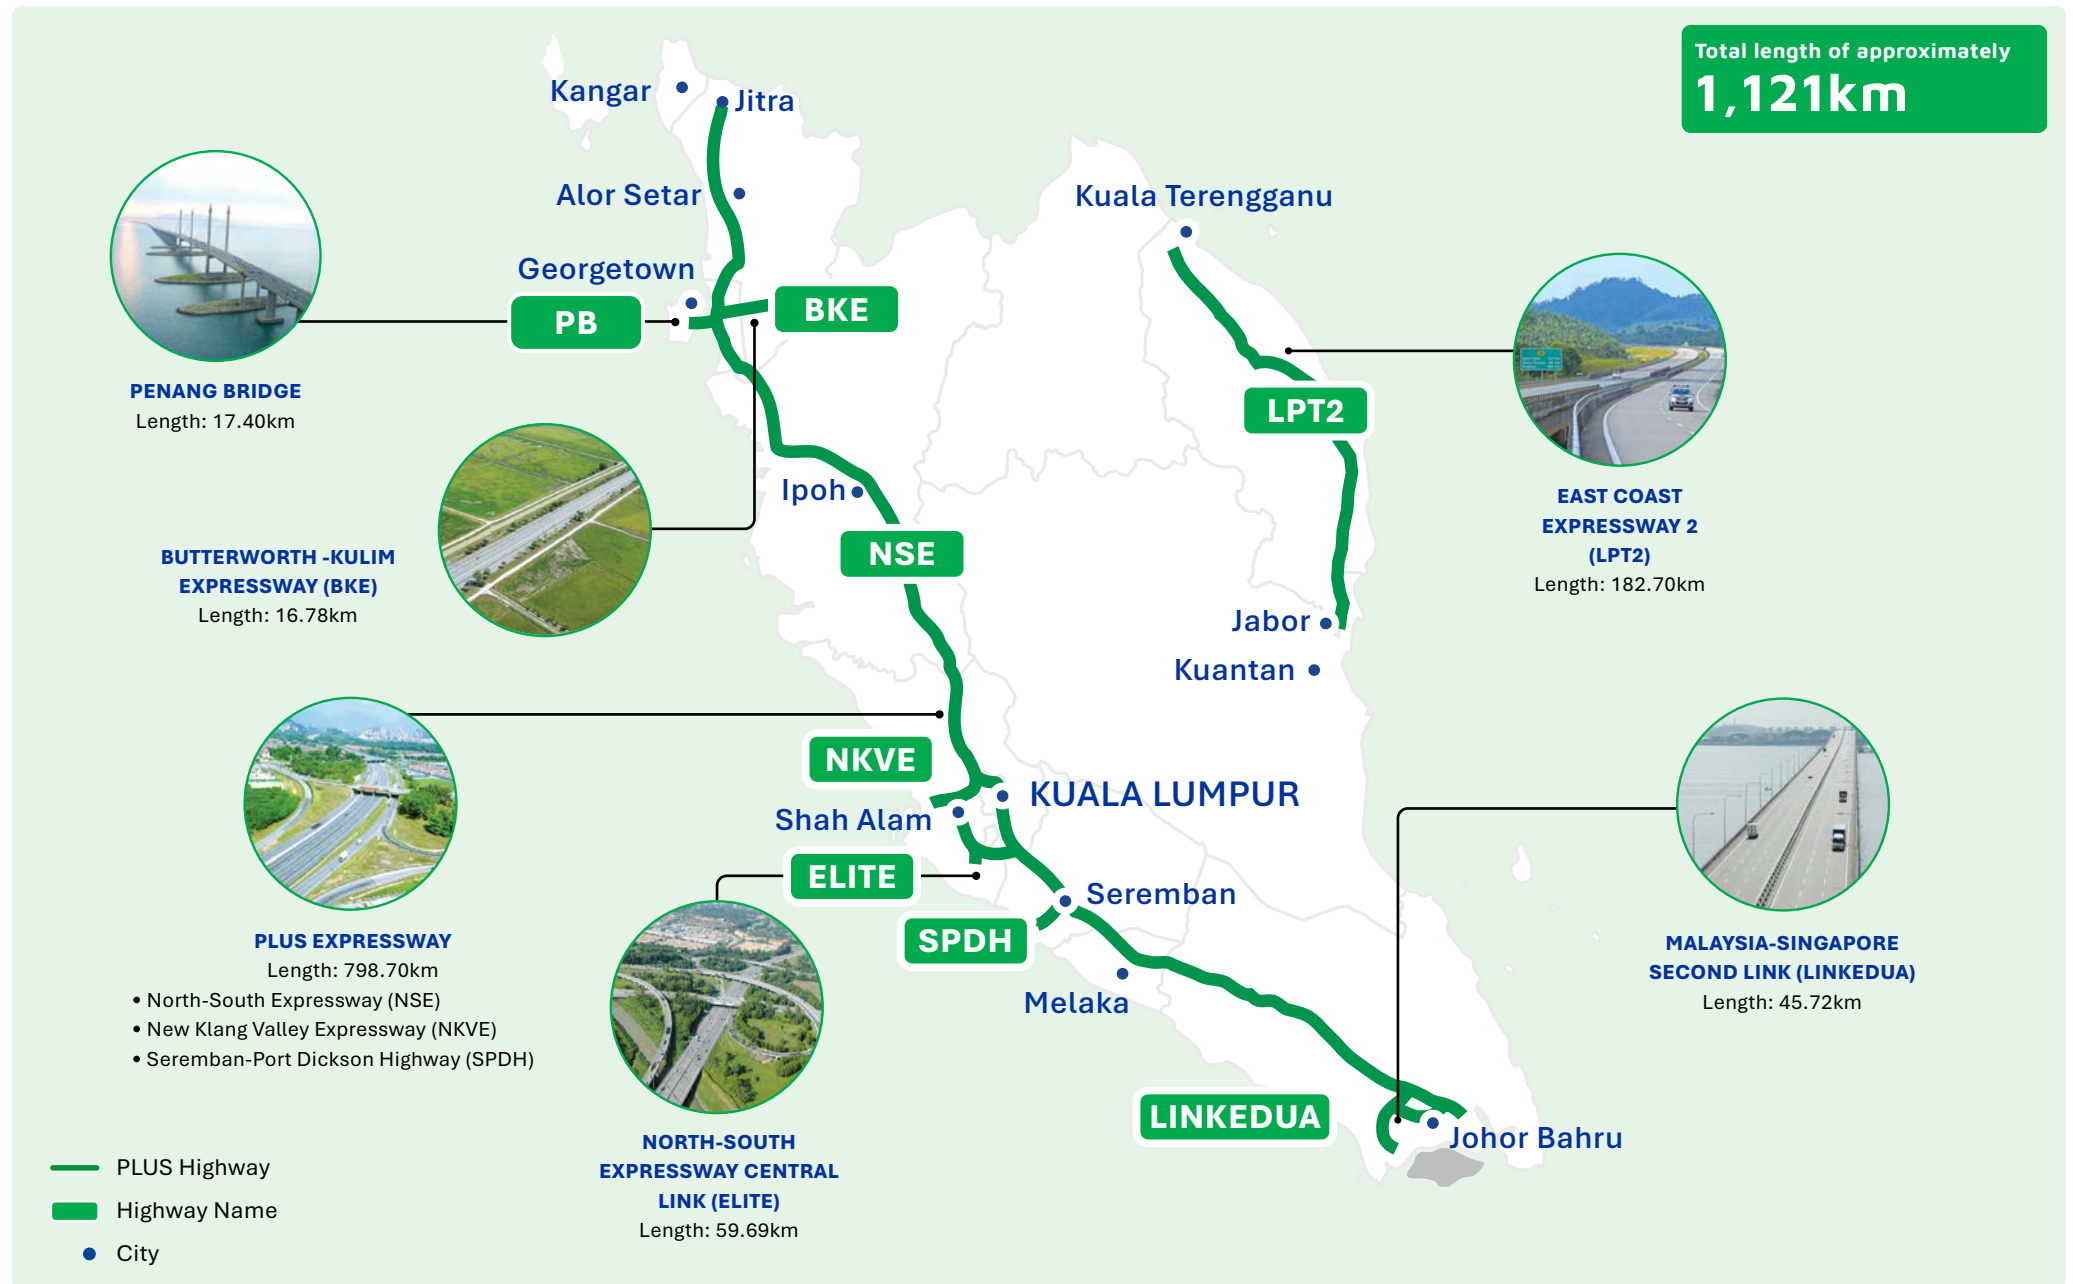 Total length of approximately
1,121km
Kangar
Jitra
Alor Setar
Kuala Terengganu
Georgetown
PB
BKE
PENANG BRIDGE
Length: 17.40km
LPT2
Ipoh
EAST COAST
EXPRESSWAY 2
(LPT2)
Length: 182.70km
BUTTERWORTH -KULIM
EXPRESSWAY (BKE)
Length: 16.78km
NSE
Jabor
Kuantan
NKVE
KUALA LUMPUR
Shah Alam
ELITE
Seremban
SPDH
PLUS EXPRESSWAY
Length: 798.70km
• North-South Expressway (NSE)
• New Klang Valley Expressway (NKVE)
• Seremban-Port Dickson Highway (SPDH)
Melaka
MALAYSIA-SINGAPORE
SECOND LINK (LINKEDUA)
Length: 45.72km
LINKEDUA
Johor Bahru
NORTH-SOUTH
EXPRESSWAY CENTRAL
LINK (ELITE)
Length: 59.69km
PLUS Highway
Highway Name
City